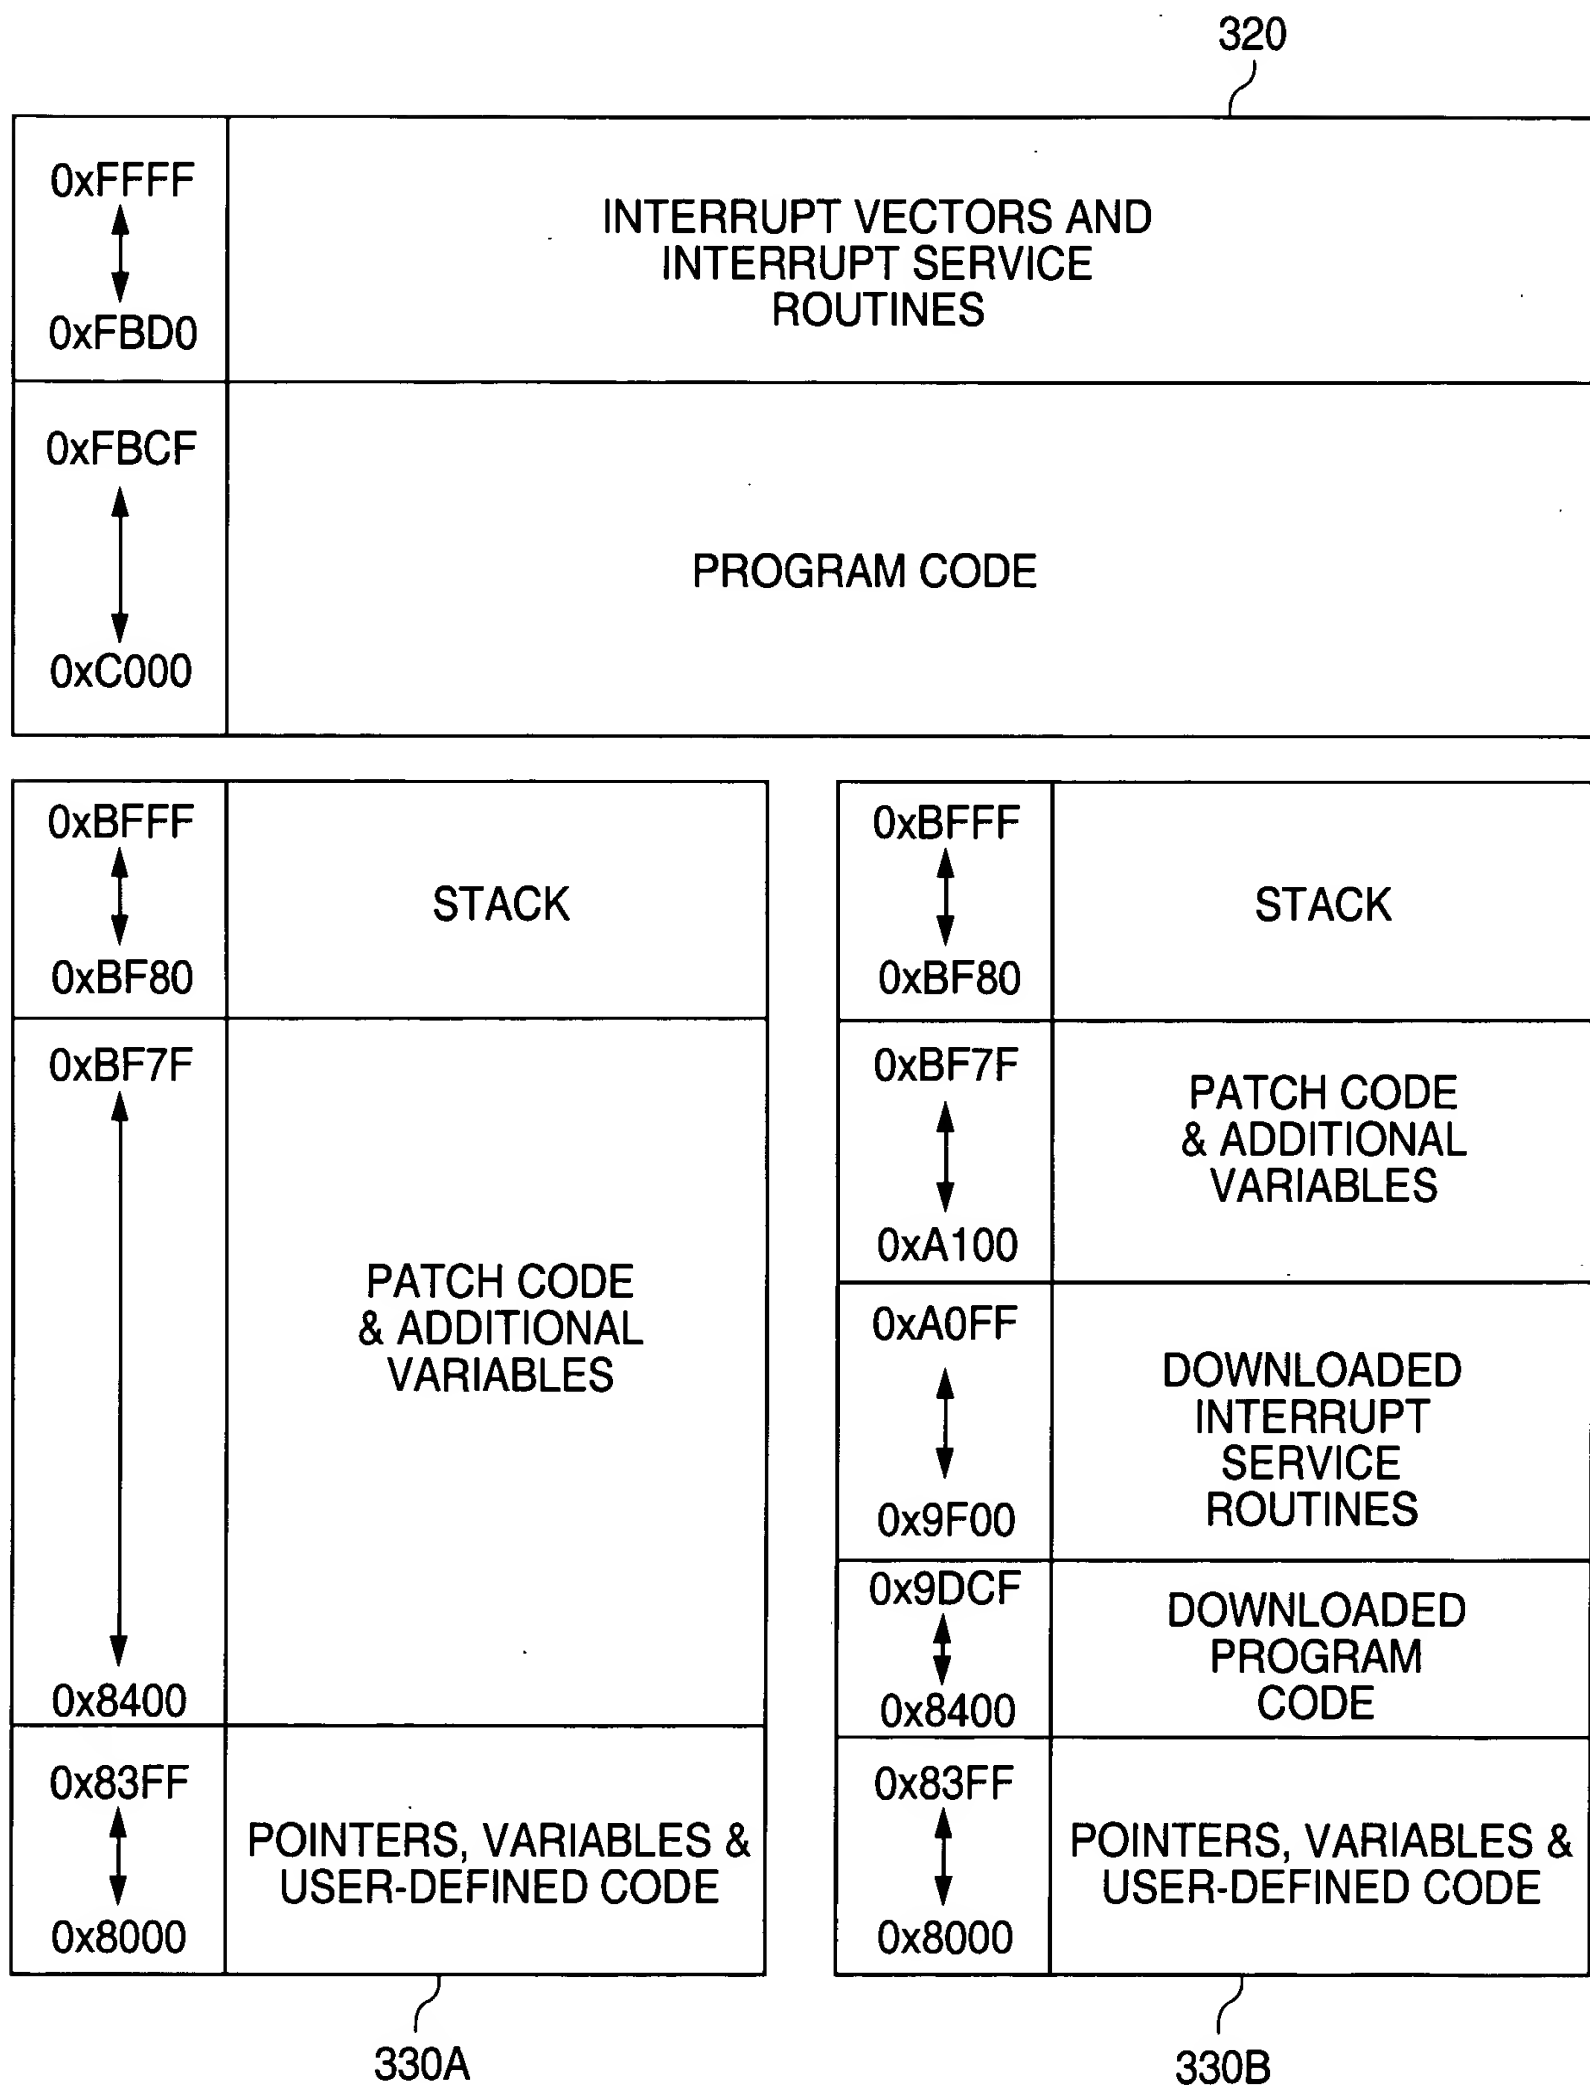 320
0xFFFF
0xFBD0
INTERRUPT VECTORS AND
INTERRUPT SERVICE
ROUTINES
0xFBCF
0xC000
PROGRAM CODE
0xBFFF
0xBF80
STACK
0xBF7F
0x8400
PATCH CODE
& ADDITIONAL
VARIABLES
0x83FF
0x8000
POINTERS, VARIABLES &
USER-DEFINED CODE
330A
0xBFFF
0xBF80
STACK
0xBF7F
0xA100
PATCH CODE
& ADDITIONAL
VARIABLES
0xA0FF
0x9F00
DOWNLOADED
INTERRUPT
SERVICE
ROUTINES
0x9DCF
0x8400
DOWNLOADED
PROGRAM
CODE
0x83FF
0x8000
POINTERS, VARIABLES &
USER-DEFINED CODE
330B